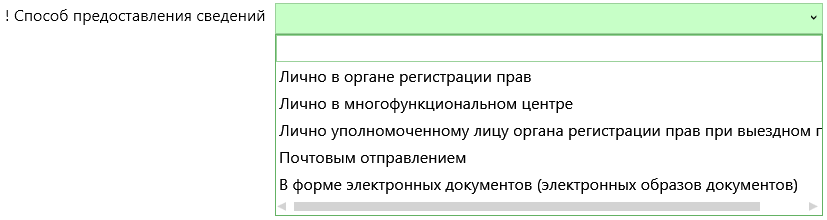 ! Способ предоставления сведений
Лично в органе регистрации прав
Лично в многофункциональном центре
Лично уполномоченному лицу органа регистрации прав при выездном
Почтовым отправлением
В форме электронных документов (электронных образов документов)